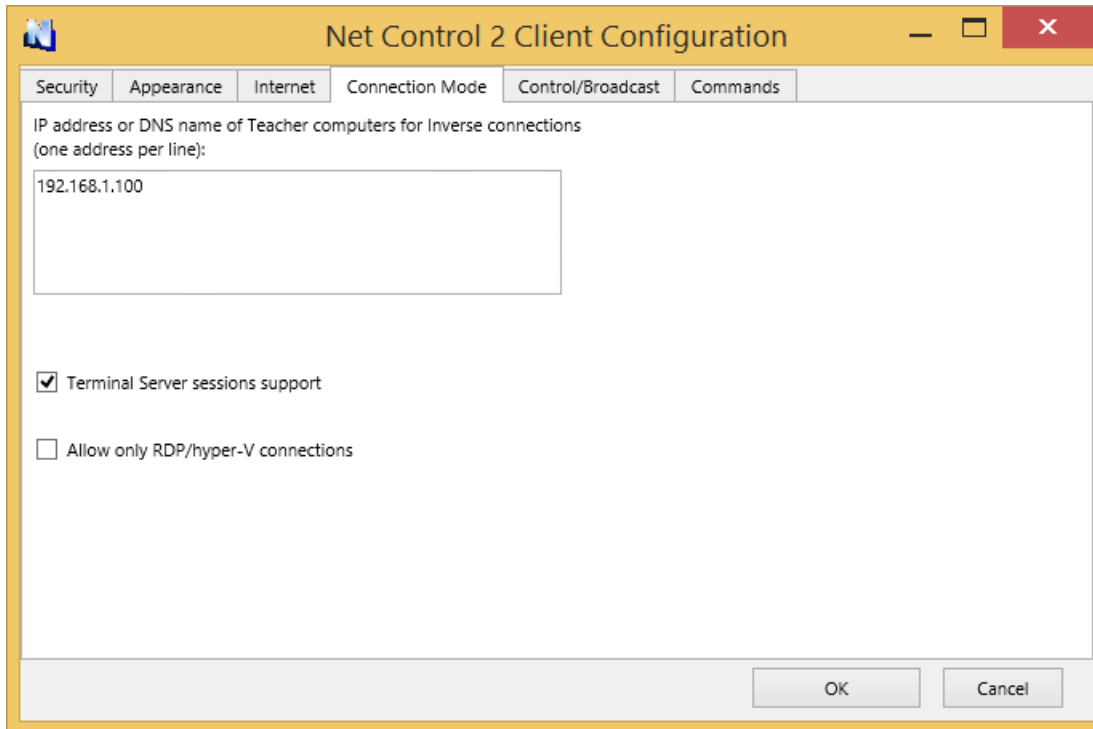 Net Control 2 Client Configuration
Security Appearance Internet Connection Mode Control/Broadcast Commands
IP address or DNS name of Teacher computers for Inverse connections
(one address per line):
192.168.1.100
Terminal Server sessions support
Allow only RDP/hyper-V connections
OK Cancel